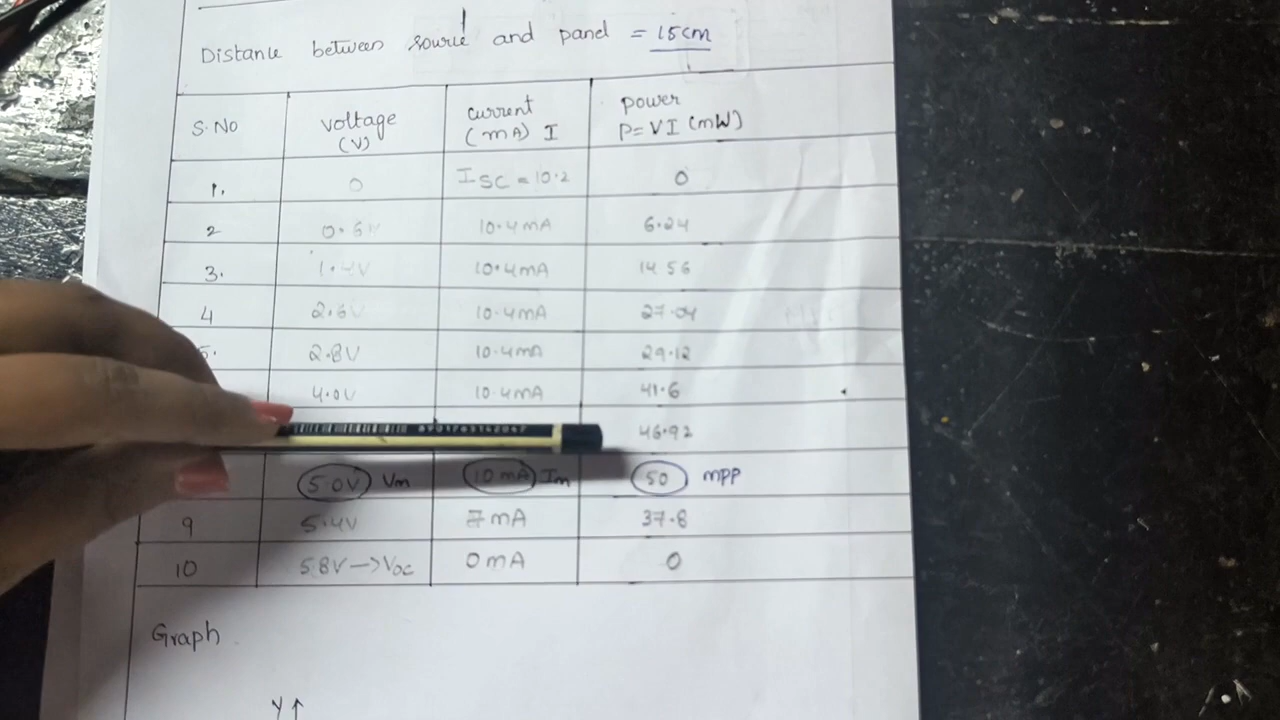 Distance between source and panel = 15cm
S.No voltage (V) current (mA) I power P=VI (mW)
1. 0 ISC = 10.2 0
2 0.6V 10.4mA 6.24
3. 1.4V 10.4mA 14.56
4 2.6V 10.4mA 27.04
5. 2.8V 10.4mA 29.12
4.0V 10.4mA 41.6
46.92
5.0V Vm 10 mA Im 50 MPP
9 5.4V 7mA 37.8
10 5.8V -> Voc 0mA 0
Graph
Y